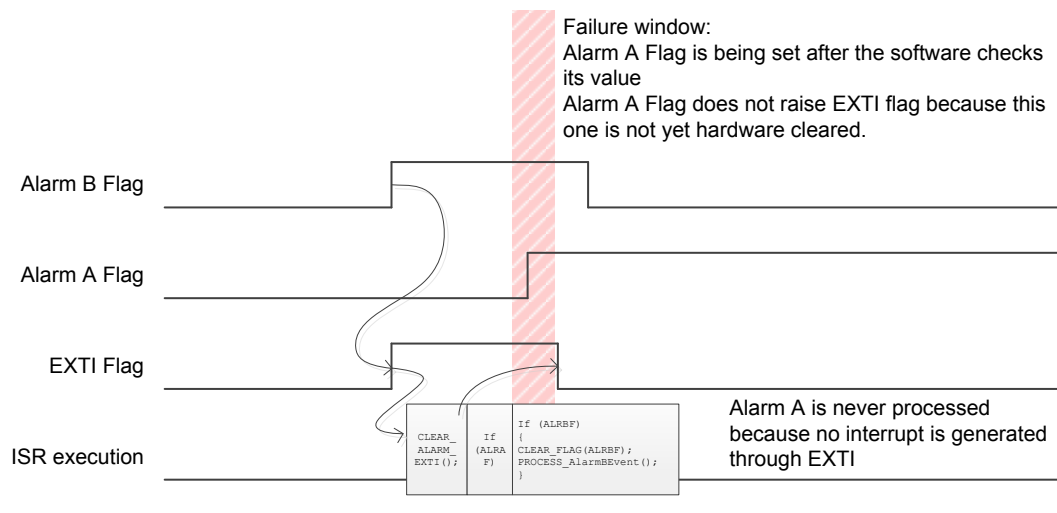 Failure window:
Alarm A Flag is being set after the software checks
its value
Alarm A Flag does not raise EXTI flag because this
one is not yet hardware cleared.
Alarm B Flag
Alarm A Flag
EXTI Flag
ISR execution
CLEAR_
ALARM_
EXTI();
If
(ALRA
F)
If (ALRBF)
{
CLEAR_FLAG(ALRBF);
PROCESS_AlarmBEvent();
}
Alarm A is never processed
because no interrupt is generated
through EXTI